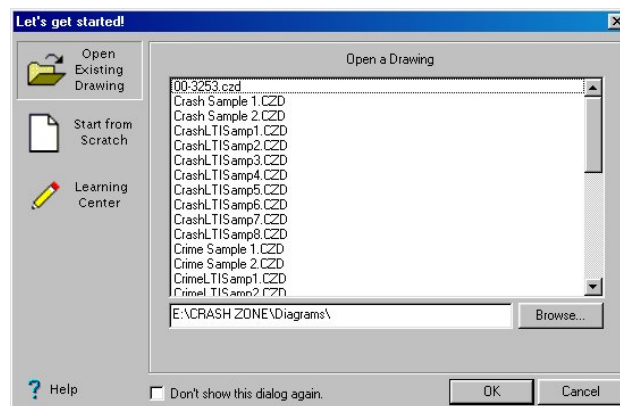 Let's get started!
Open
Existing
Drawing
Start from
Scratch
Learning
Center
Open a Drawing
00-3253.czd
Crash Sample 1.CZD
Crash Sample 2.CZD
CrashLTISamp1.CZD
CrashLTISamp2.CZD
CrashLTISamp3.CZD
CrashLTISamp4.CZD
CrashLTISamp5.CZD
CrashLTISamp6.CZD
CrashLTISamp7.CZD
CrashLTISamp8.CZD
Crime Sample 1.CZD
Crime Sample 2.CZD
CrimeLTISamp1.CZD
CrimeLTISamp2.CZD
E:\CRASH ZONE\Diagrams\
Browse...
? Help
Don't show this dialog again.
OK
Cancel